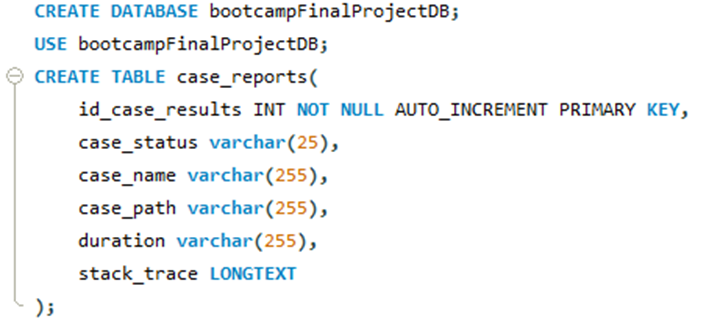 CREATE DATABASE bootcampFinalProjectDB;
USE bootcampFinalProjectDB;
CREATE TABLE case_reports(
id_case_results INT NOT NULL AUTO_INCREMENT PRIMARY KEY,
case_status varchar(25),
case_name varchar(255),
case_path varchar(255),
duration varchar(255),
stack_trace LONGTEXT
);